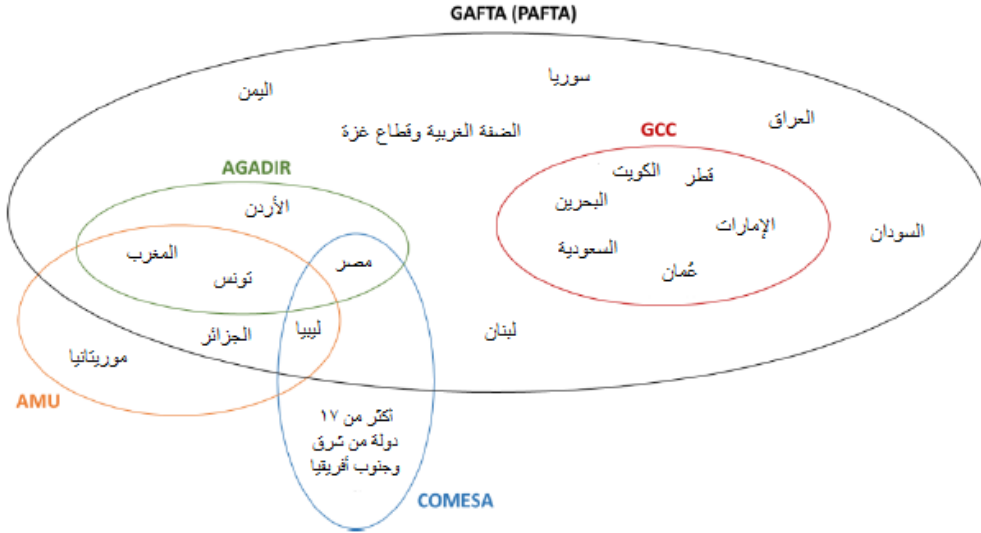 GAFTA (PAFTA)
سوريا
اليمن
العراق
الضفة الغربية وقطاع غزة
GCC
الكويت
قطر
AGADIR
البحرين
الأردن
الإمارات
السودان
المغرب
السعودية
مصر
تونس
عُمان
ليبيا
الجزائر
لبنان
موريتانيا
AMU
أكثر من ١٧
دولة من شرق
وجنوب أفريقيا
COMESA